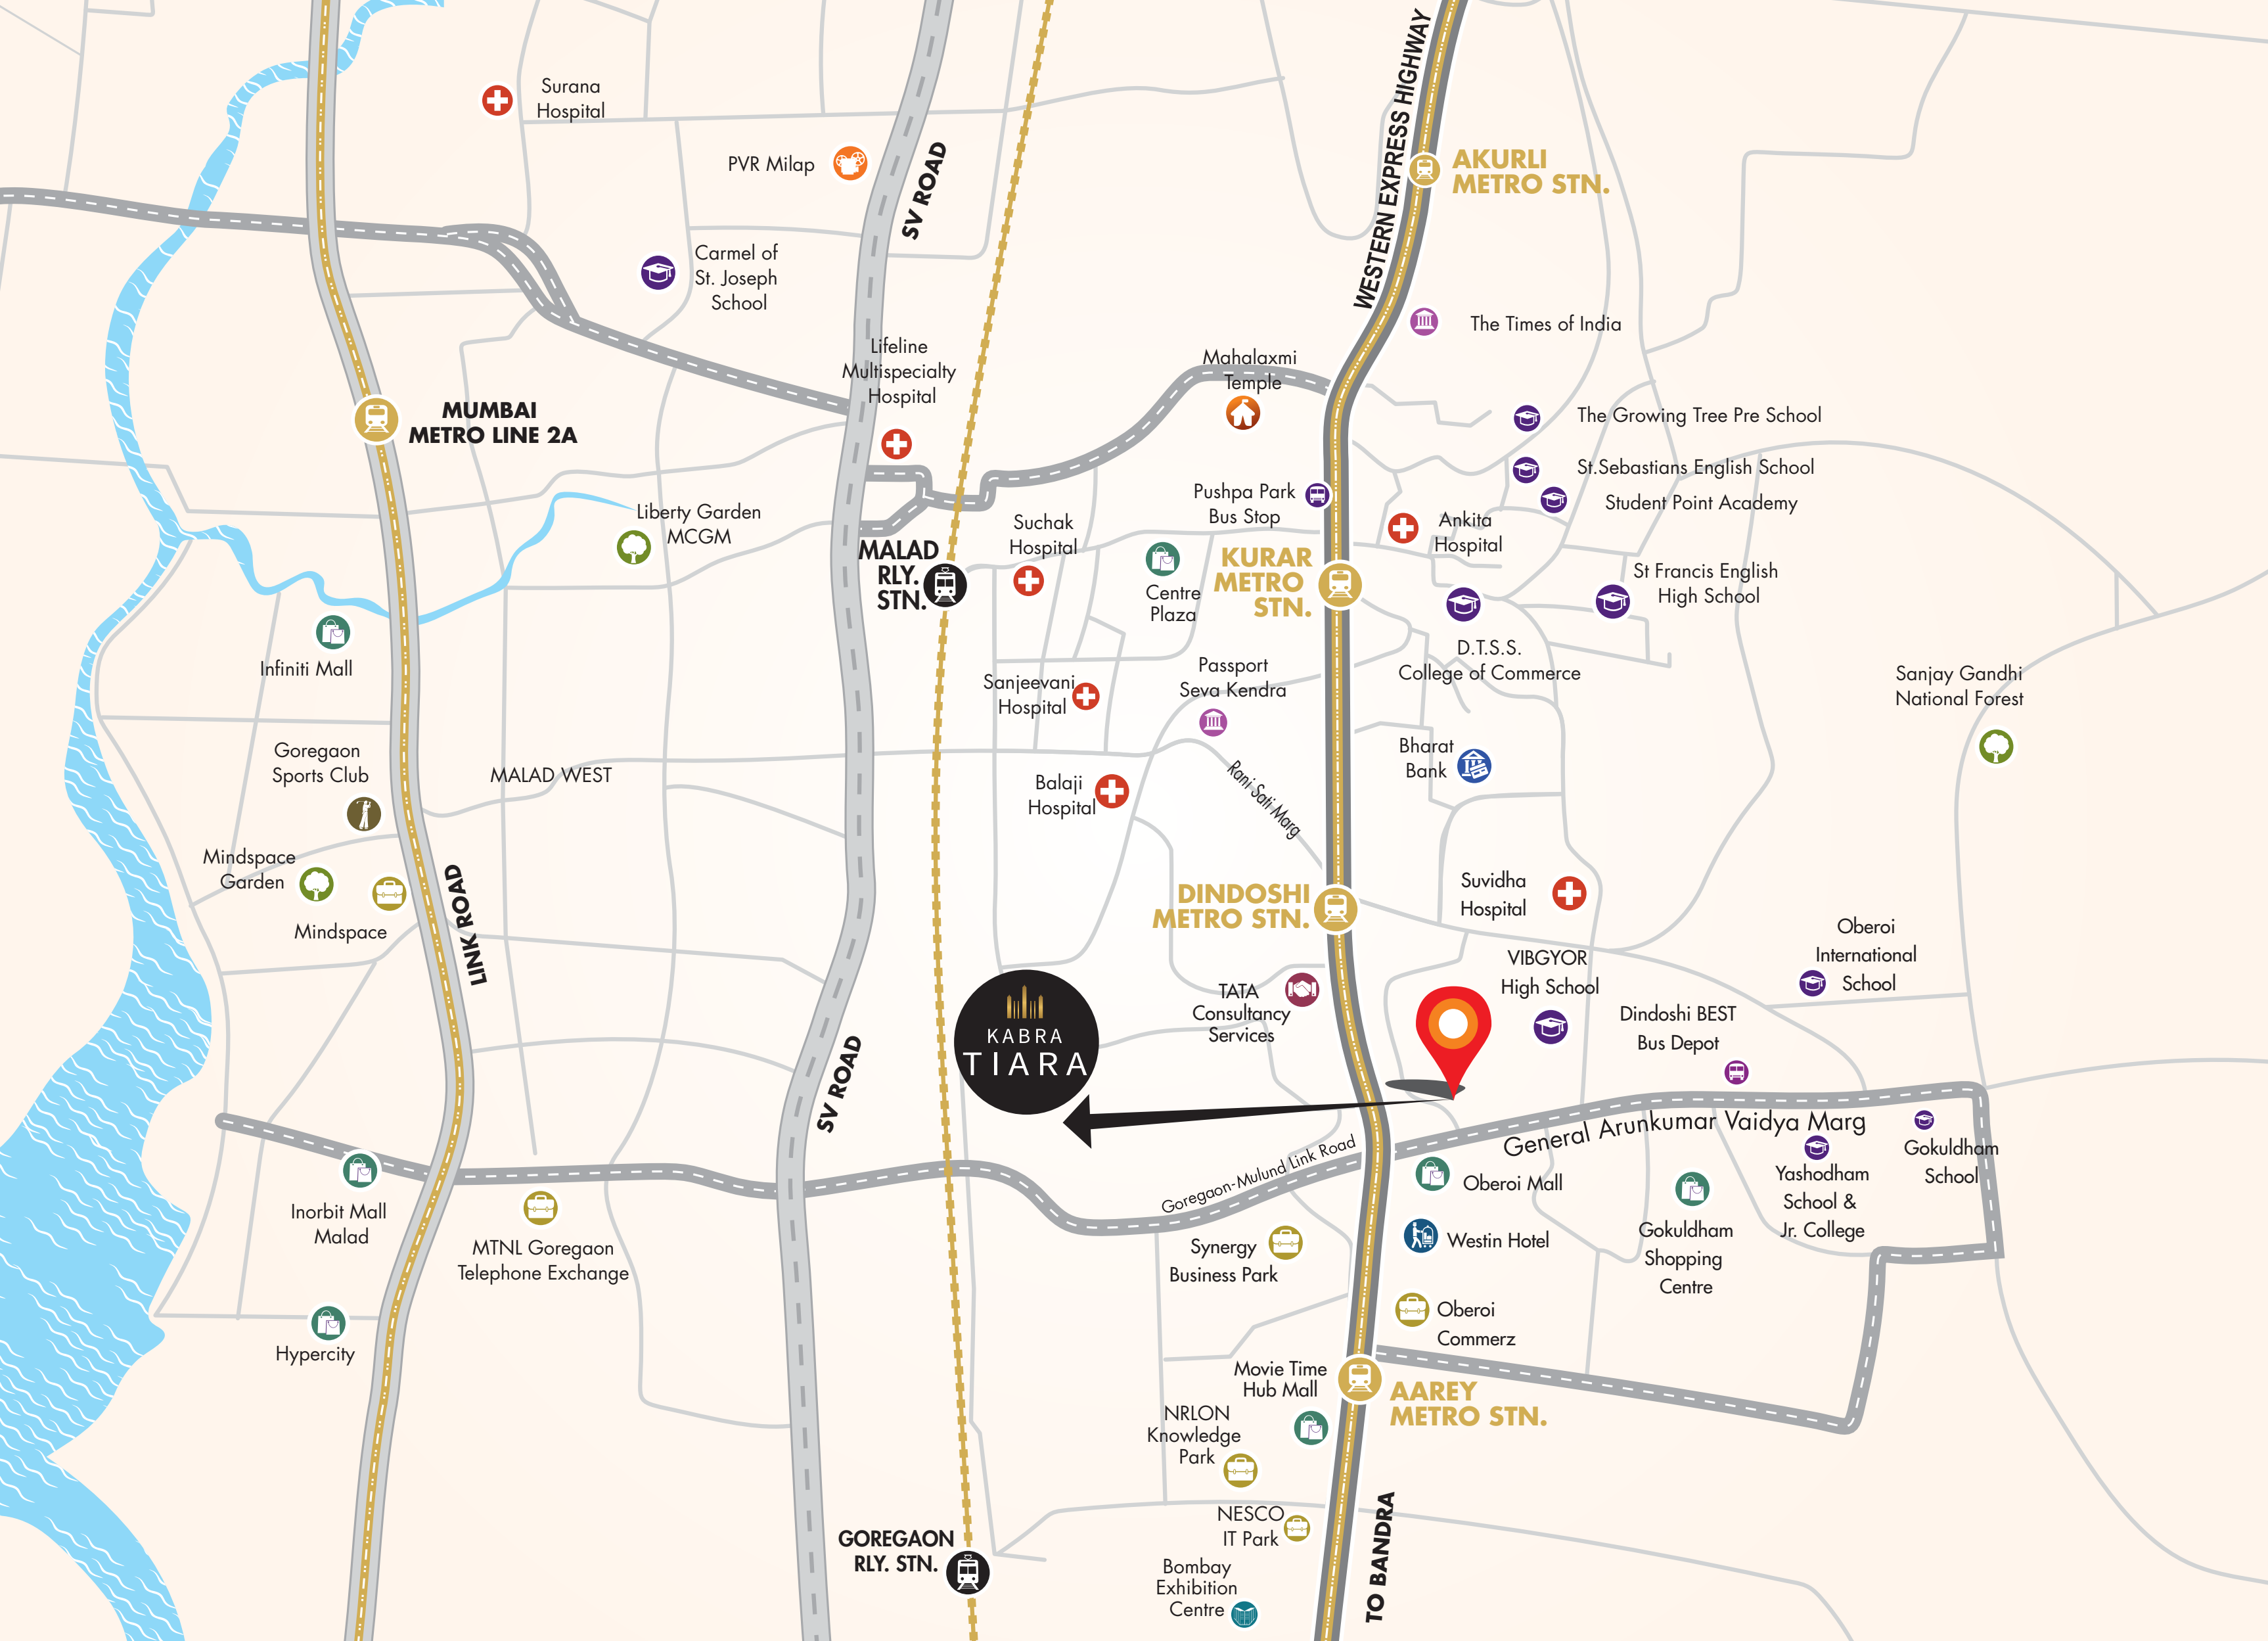 Surana
Hospital
PVR Milap
SV ROAD
WESTERN EXPRESS HIGHWAY
AKURLI
METRO STN.
Carmel of
St. Joseph
School
The Times of India
Lifeline
Multispecialty
Hospital
Mahalaxmi
Temple
MUMBAI
METRO LINE 2A
The Growing Tree Pre School
St.Sebastians English School
Student Point Academy
Pushpa Park
Bus Stop
Liberty Garden
MCGM
Suchak
Hospital
Ankita
Hospital
MALAD
RLY.
STN.
KURAR
METRO
STN.
Centre
Plaza
St Francis English
High School
Infiniti Mall
D.T.S.S.
College of Commerce
Passport
Seva Kendra
Sanjeevani
Hospital
Sanjay Gandhi
National Forest
Goregaon
Sports Club
MALAD WEST
Balaji
Hospital
Rani Sati Marg
Bharat
Bank
Mindspace
Garden
Mindspace
LINK ROAD
DINDOSHI
METRO STN.
Suvidha
Hospital
Oberoi
International
School
VIBGYOR
High School
TATA
Consultancy
Services
Dindoshi BEST
Bus Depot
KABRA
TIARA
SV ROAD
General Arunkumar Vaidya Marg
Goregaon-Mulund Link Road
Gokuldham
School
Yashodham
School &
Jr. College
Oberoi Mall
Inorbit Mall
Malad
MTNL Goregaon
Telephone Exchange
Synergy
Business Park
Westin Hotel
Gokuldham
Shopping
Centre
Oberoi
Commerz
Hypercity
Movie Time
Hub Mall
AAREY
METRO STN.
NRLON
Knowledge
Park
NESCO
IT Park
TO BANDRA
GOREGAON
RLY. STN.
Bombay
Exhibition
Centre